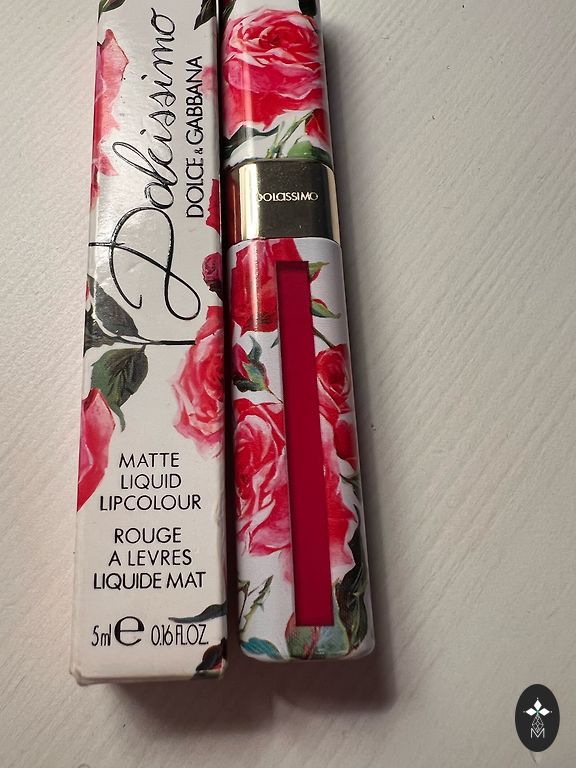 Dolcissimo
DOLCE & GABBANA
MATTE
LIQUID
LIPCOLOUR
ROUGE
A LEVRES
LIQUIDE MAT
5ml e 0.16 FL.OZ.
DOLCISSIMO
M